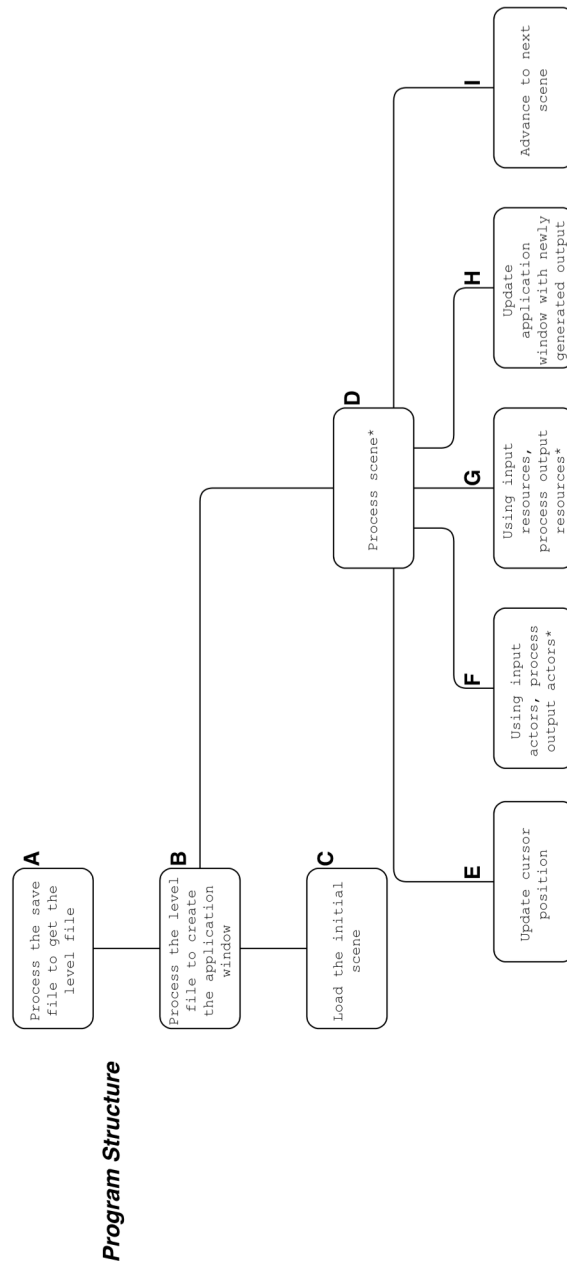 Program Structure
A
Process the save
file to get the
level file
B
Process the level
file to create
the application
window
C
Load the initial
scene
D
Process scene*
E
Update cursor
position
F
Using input
actors, process
output actors*
G
Using input
resources,
process output
resources*
H
Update
application
window with newly
generated output
I
Advance to next
scene